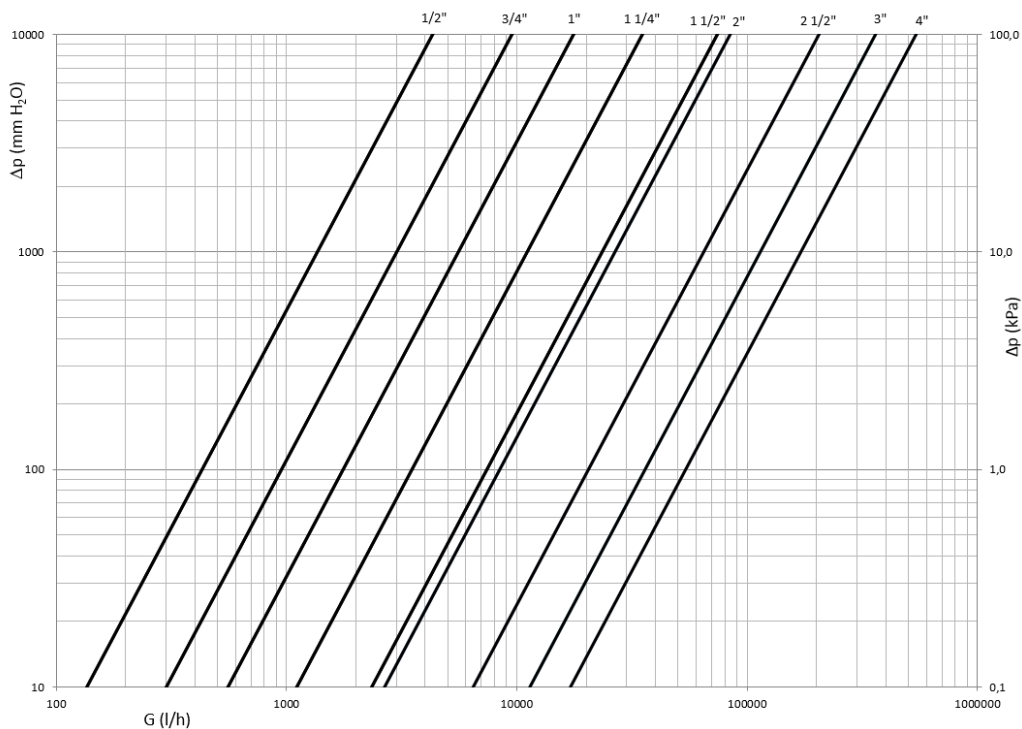 1/2" 3/4" 1" 1 1/4" 1 1/2" 2" 2 1/2" 3" 4"
10000 100,0
Δp (mm H₂O)
1000 10,0
Δp (kPa)
100 1,0
10 0,1
100 1000 10000 100000 1000000
G (l/h)